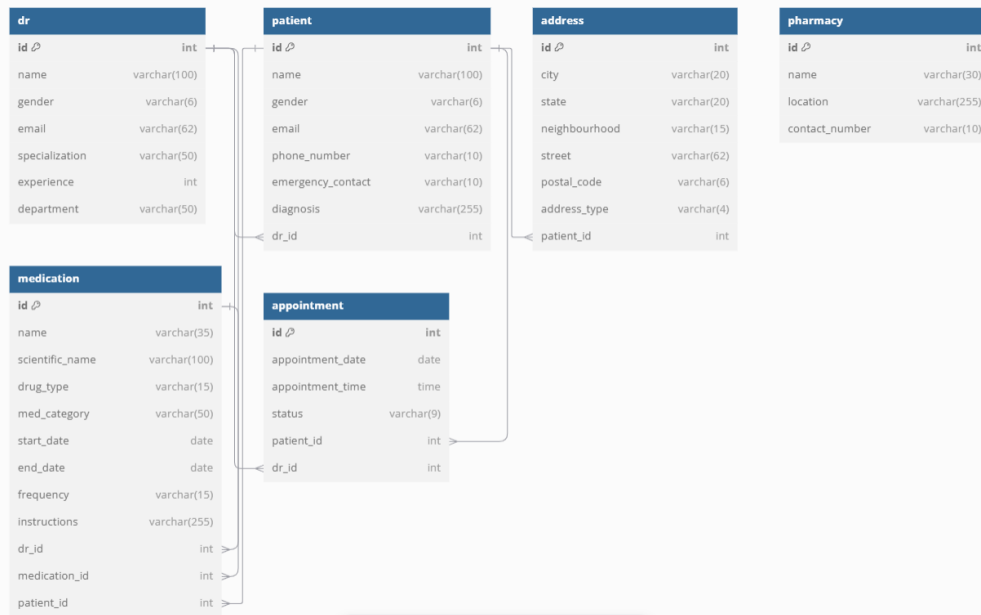 dr
id int
name varchar(100)
gender varchar(6)
email varchar(62)
specialization varchar(50)
experience int
department varchar(50)
patient
id int
name varchar(100)
gender varchar(6)
email varchar(62)
phone_number varchar(10)
emergency_contact varchar(10)
diagnosis varchar(255)
dr_id int
address
id int
city varchar(20)
state varchar(20)
neighbourhood varchar(15)
street varchar(62)
postal_code varchar(6)
address_type varchar(4)
patient_id int
pharmacy
id int
name varchar(30)
location varchar(255)
contact_number varchar(10)
medication
id int
name varchar(35)
scientific_name varchar(100)
drug_type varchar(15)
med_category varchar(50)
start_date date
end_date date
frequency varchar(15)
instructions varchar(255)
dr_id int
medication_id int
patient_id int
appointment
id int
appointment_date date
appointment_time time
status varchar(9)
patient_id int
dr_id int